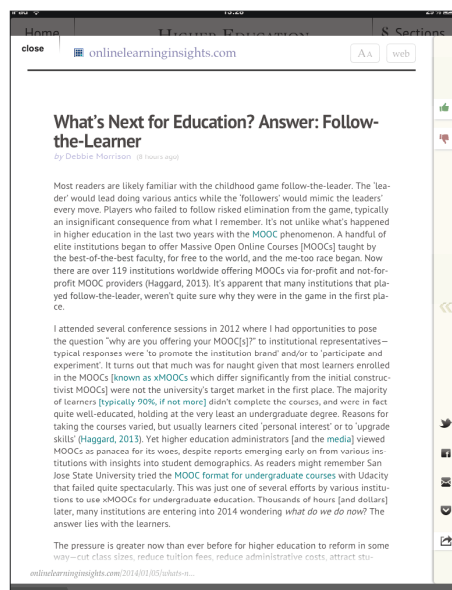 iPad 13:28 29 %
Home HIGHER EDUCATION 8 Sections
close onlinelearninginsights.com AA web
What's Next for Education? Answer: Follow-
the-Learner
by Debbie Morrison · (8 hours ago)
Most readers are likely familiar with the childhood game follow-the-leader. The 'lea-
der' would lead doing various antics while the 'followers' would mimic the leaders'
every move. Players who failed to follow risked elimination from the game, typically
an insignificant consequence from what I remember. It's not unlike what's happened
in higher education in the last two years with the MOOC phenomenon. A handful of
elite institutions began to offer Massive Open Online Courses [MOOCs] taught by
the best-of-the-best faculty, for free to the world, and the me-too race began. Now
there are over 119 institutions worldwide offering MOOCs via for-profit and not-for-
profit MOOC providers (Haggard, 2013). It's apparent that many institutions that pla-
yed follow-the-leader, weren't quite sure why they were in the game in the first pla-
ce.
I attended several conference sessions in 2012 where I had opportunities to pose
the question "why are you offering your MOOC[s]?" to institutional representatives—
typical responses were 'to promote the institution brand' and/or to 'participate and
experiment'. It turns out that much was for naught given that most learners enrolled
in the MOOCs [known as xMOOCs which differ significantly from the initial construc-
tivist MOOCs] were not the university's target market in the first place. The majority
of learners [typically 90%, if not more] didn't complete the courses, and were in fact
quite well-educated, holding at the very least an undergraduate degree. Reasons for
taking the courses varied, but usually learners cited 'personal interest' or to 'upgrade
skills' (Haggard, 2013). Yet higher education administrators [and the media] viewed
MOOCs as panacea for its woes, despite reports emerging early on from various ins-
titutions with insights into student demographics. As readers might remember San
Jose State University tried the MOOC format for undergraduate courses with Udacity
that failed quite spectacularly. This was just one of several efforts by various institu-
tions to use xMOOCs for undergraduate education. Thousands of hours [and dollars]
later, many institutions are entering into 2014 wondering what do we do now? The
answer lies with the learners.
The pressure is greater now than ever before for higher education to reform in some
way—cut class sizes, reduce tuition fees, reduce administrative costs, attract stu-
onlinelearninginsights.com/2014/01/05/whats-n...